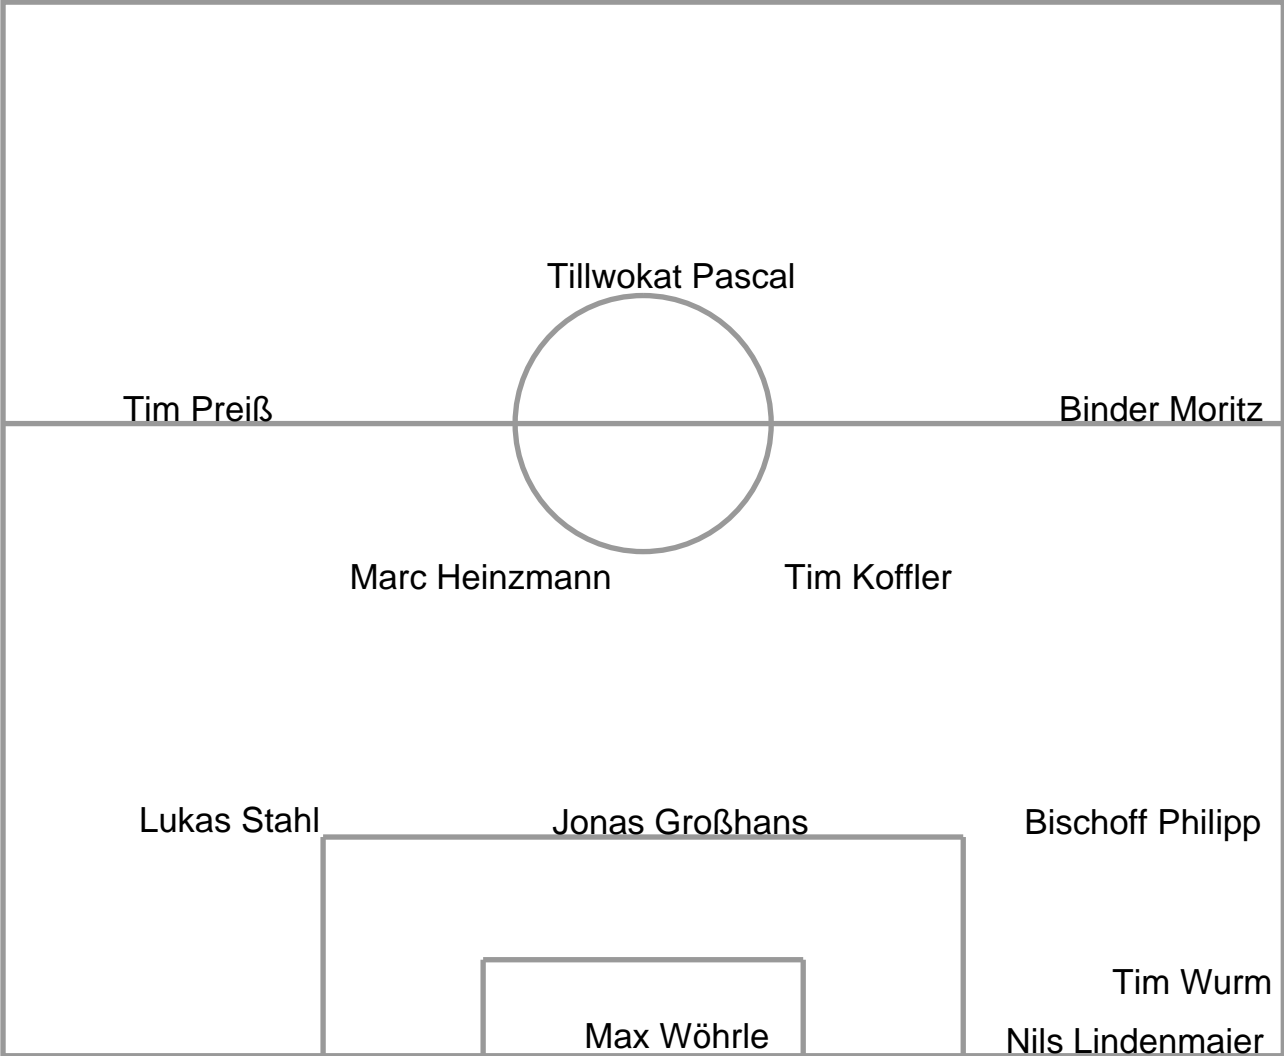 Tillwokat Pascal
Tim Preiß
Binder Moritz
Marc Heinzmann
Tim Koffler
Lukas Stahl
Jonas Großhans
Bischoff Philipp
Tim Wurm
Max Wöhrle
Nils Lindenmaier